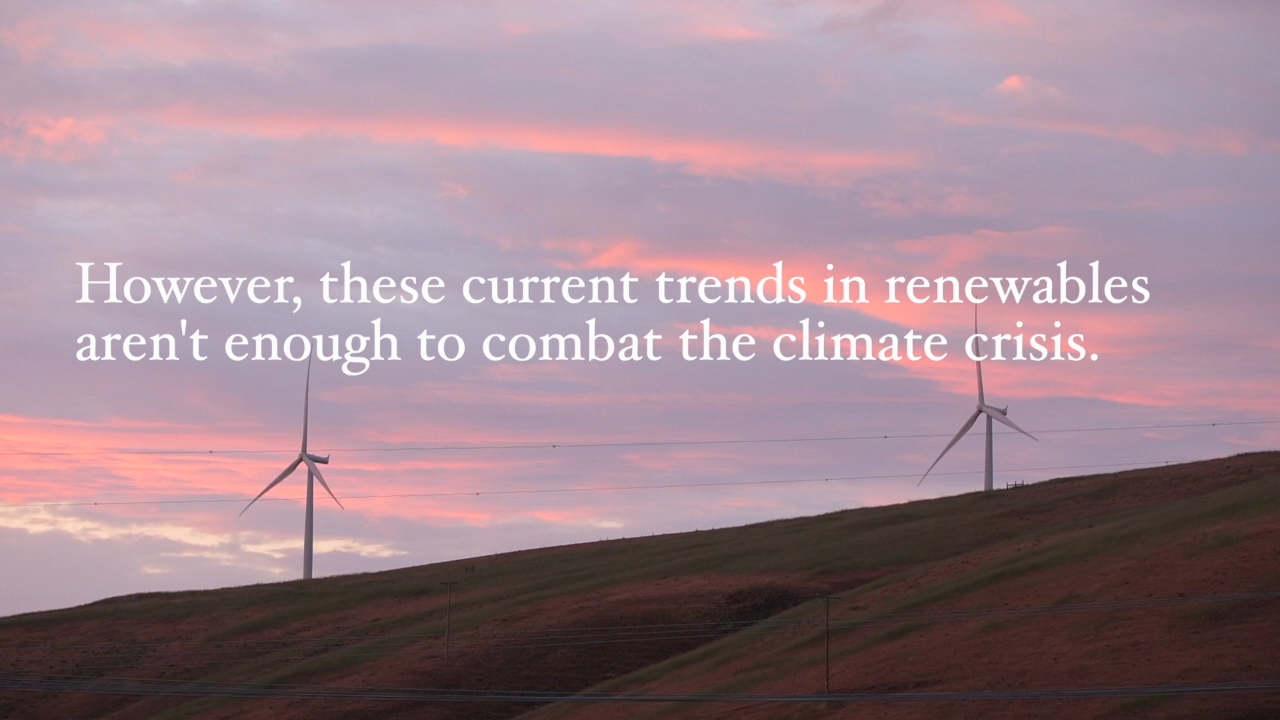 However, these current trends in renewables
aren't enough to combat the climate crisis.